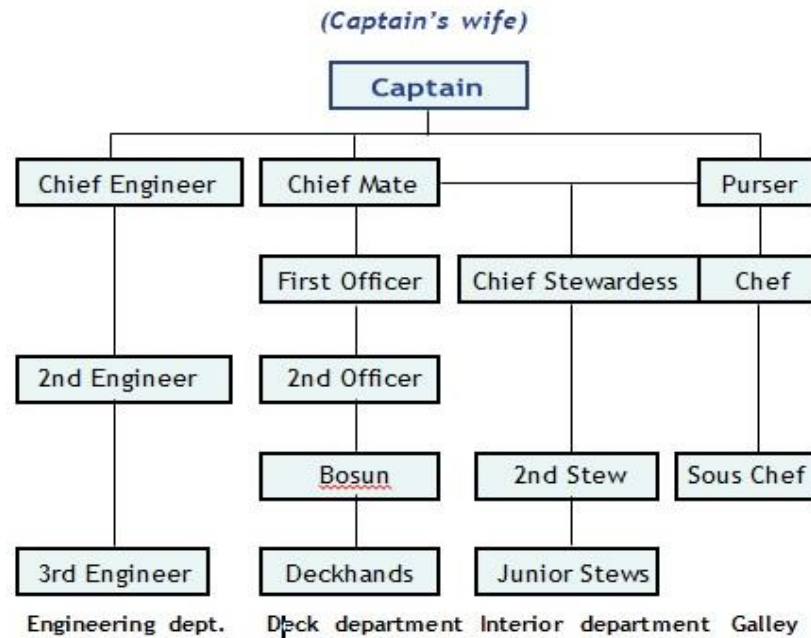 (Captain's wife)
Captain
Chief Engineer Chief Mate Purser
First Officer Chief Stewardess Chef
2nd Engineer 2nd Officer
Bosun 2nd Stew Sous Chef
3rd Engineer Deckhands Junior Stews
Engineering dept. Deck department Interior department Galley